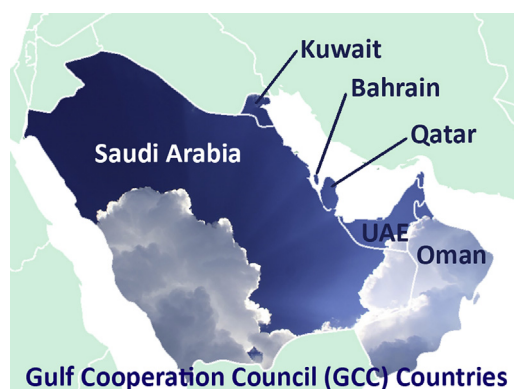 Kuwait
Bahrain
Qatar
Saudi Arabia
UAE
Oman
Gulf Cooperation Council (GCC) Countries